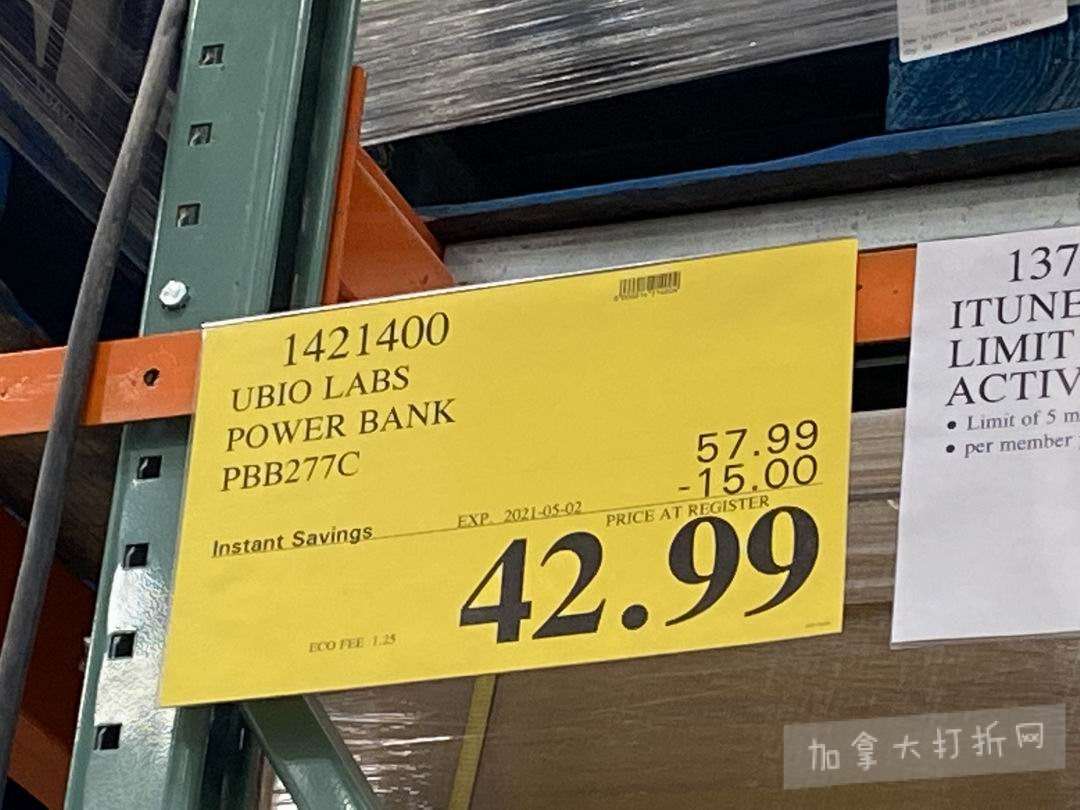 1421400
UBIO LABS
POWER BANK
PBB277C
57.99
-15.00
Instant Savings
EXP. 2021-05-02
PRICE AT REGISTER
42.99
ECO FEE 1.25
137
ITUNE
LIMIT
ACTIV
• Limit of 5 m
• per member
加拿大打折网